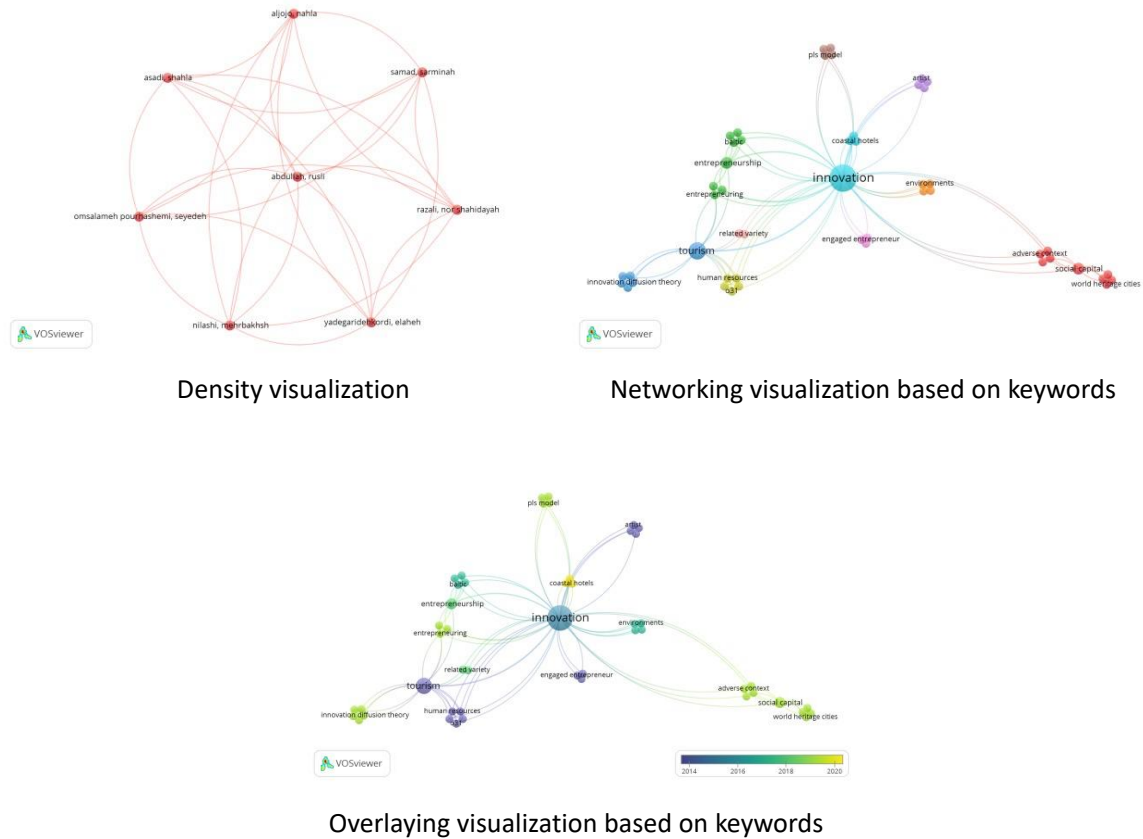 aljojo, nahla
asadi, shahla
samad, sarminah
abdullah, rusli
omsalameh pourhashemi, seyedeh
razali, nor shahidayah
nilashi, mehrbakhsh
yadegaridehkordi, elaheh
VOSviewer
Density visualization
pls model
artist
baltic
coastal hotels
entrepreneurship
innovation
environments
entrepreneuring
related variety
engaged entrepreneur
tourism
adverse context
human resources
social capital
innovation diffusion theory
o31
world heritage cities
VOSviewer
Networking visualization based on keywords
pls model
artist
baltic
coastal hotels
entrepreneurship
innovation
environments
entrepreneuring
related variety
engaged entrepreneur
tourism
adverse context
social capital
human resources
innovation diffusion theory
o31
world heritage cities
VOSviewer
2014 2016 2018 2020
Overlaying visualization based on keywords